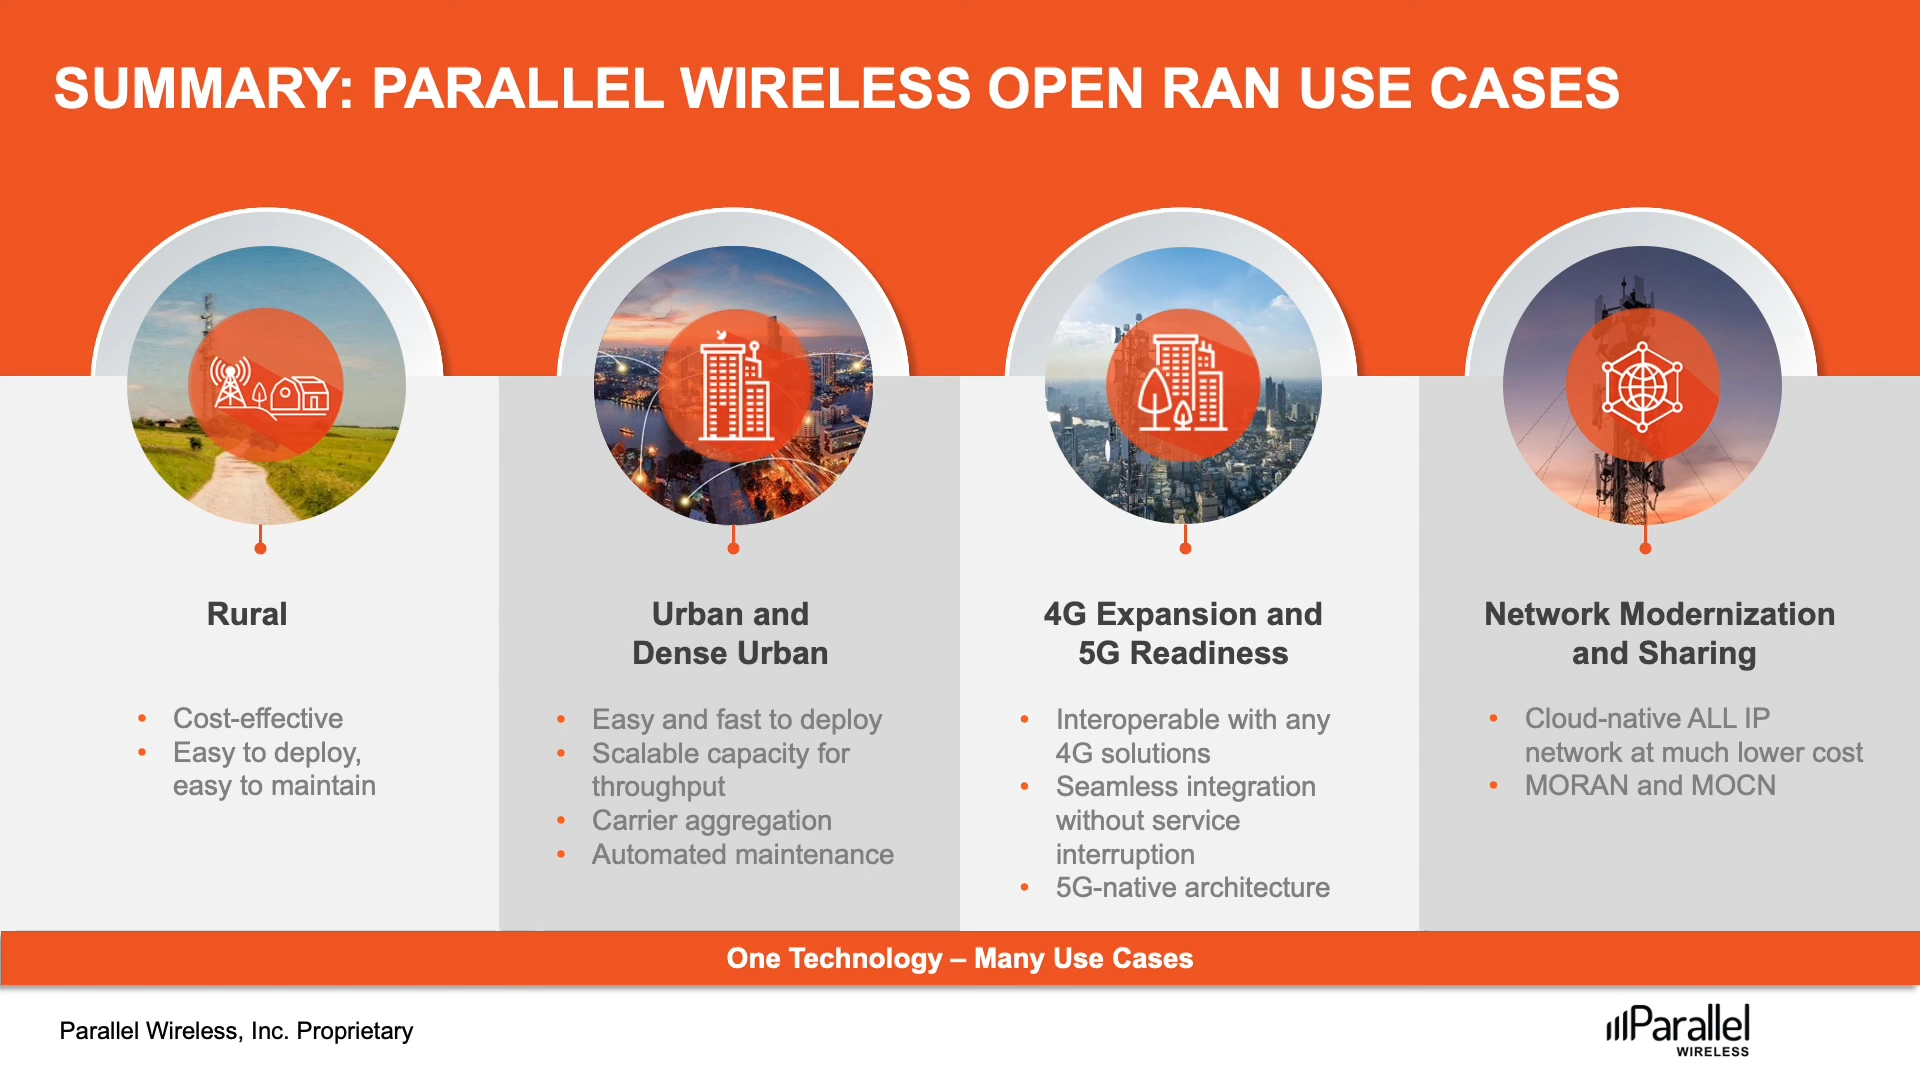 SUMMARY: PARALLEL WIRELESS OPEN RAN USE CASES
Rural
• Cost-effective
• Easy to deploy,
easy to maintain
Urban and
Dense Urban
• Easy and fast to deploy
• Scalable capacity for
throughput
• Carrier aggregation
• Automated maintenance
4G Expansion and
5G Readiness
• Interoperable with any
4G solutions
• Seamless integration
without service
interruption
• 5G-native architecture
Network Modernization
and Sharing
• Cloud-native ALL IP
network at much lower cost
• MORAN and MOCN
One Technology – Many Use Cases
Parallel Wireless, Inc. Proprietary
Parallel
WIRELESS